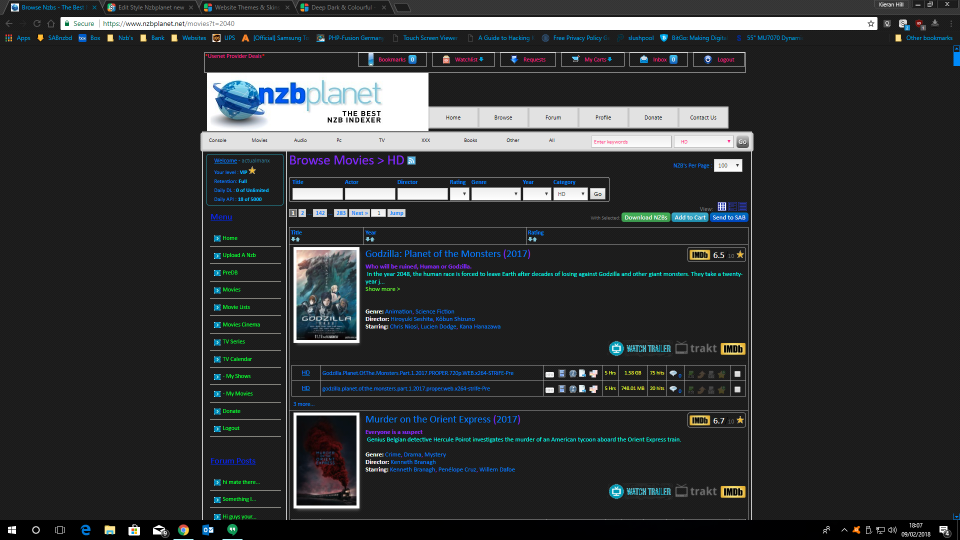 Browse Nzbs - The Best
Edit Style Nzbplanet new
Website Themes & Skins
Deep Dark & Colourful
Kieran Hill
Secure https://www.nzbplanet.net/movies?t=2040
Apps SABnzbd Box Nzb's Bank Websites UPS [Official] Samsung PHP-Fusion German Touch Screen Viewer A Guide to Hacking Free Privacy Policy G slushpool BitGo: Making Digital 55" MU7070 Dynam Other bookmarks
"Usenet Provider Deals"
Bookmarks 0 Watchlist Requests My Carts Inbox 0 Logout
nzbplanet
THE BEST
NZB INDEXER
Home Browse Forum Profile Donate Contact Us
Console Movies Audio Pc TV XXX Books Other All Enter keywords HD Go
Welcome - actualmanx
Your level : VIP
Retention: Full
Daily DL: 0 of Unlimited
Daily API: 18 of 5000
Menu
Home
Upload A Nzb
PreDB
Movies
Movie Lists
Movies Cinema
TV Series
TV Calendar
- My Shows
- My Movies
Donate
Logout
Forum Posts
hi mate there...
Something I...
Hi guys your...
Browse Movies > HD
NZB's Per Page : 100
Title Actor Director Rating Genre Year Category
HD Go
1 2 ... 142 ... 283 Next » 1 Jump
View:
With Selected: Download NZBs Add to Cart Send to SAB
Title Year Rating
Godzilla: Planet of the Monsters (2017)
IMDb 6.5 10
Who will be ruined, Human or Godzilla.
In the year 2048, the human race is forced to leave Earth after decades of losing against Godzilla and other giant monsters. They take a twenty-
year j...
Show more >
GODZILLA
Genre: Animation, Science Fiction
Director: Hiroyuki Seshita, Kôbun Shizuno
Starring: Chris Niosi, Lucien Dodge, Kana Hanazawa
WATCH TRAILER trakt IMDb
HD Godzilla.Planet.Of.The.Monsters.Part.1.2017.PROPER.720p.WEB.x264-STRiFE-Pre 5 Hrs 1.58 GB 75 hits
HD godzilla.planet.of.the.monsters.part.1.2017.proper.web.x264-strife-Pre 5 Hrs 748.01 MB 20 hits
3 more...
Murder on the Orient Express (2017)
IMDb 6.7 10
Everyone is a suspect
Genius Belgian detective Hercule Poirot investigates the murder of an American tycoon aboard the Orient Express train.
Genre: Crime, Drama, Mystery
Director: Kenneth Branagh
Starring: Kenneth Branagh, Penélope Cruz, Willem Dafoe
WATCH TRAILER trakt IMDb
18:07
09/02/2018